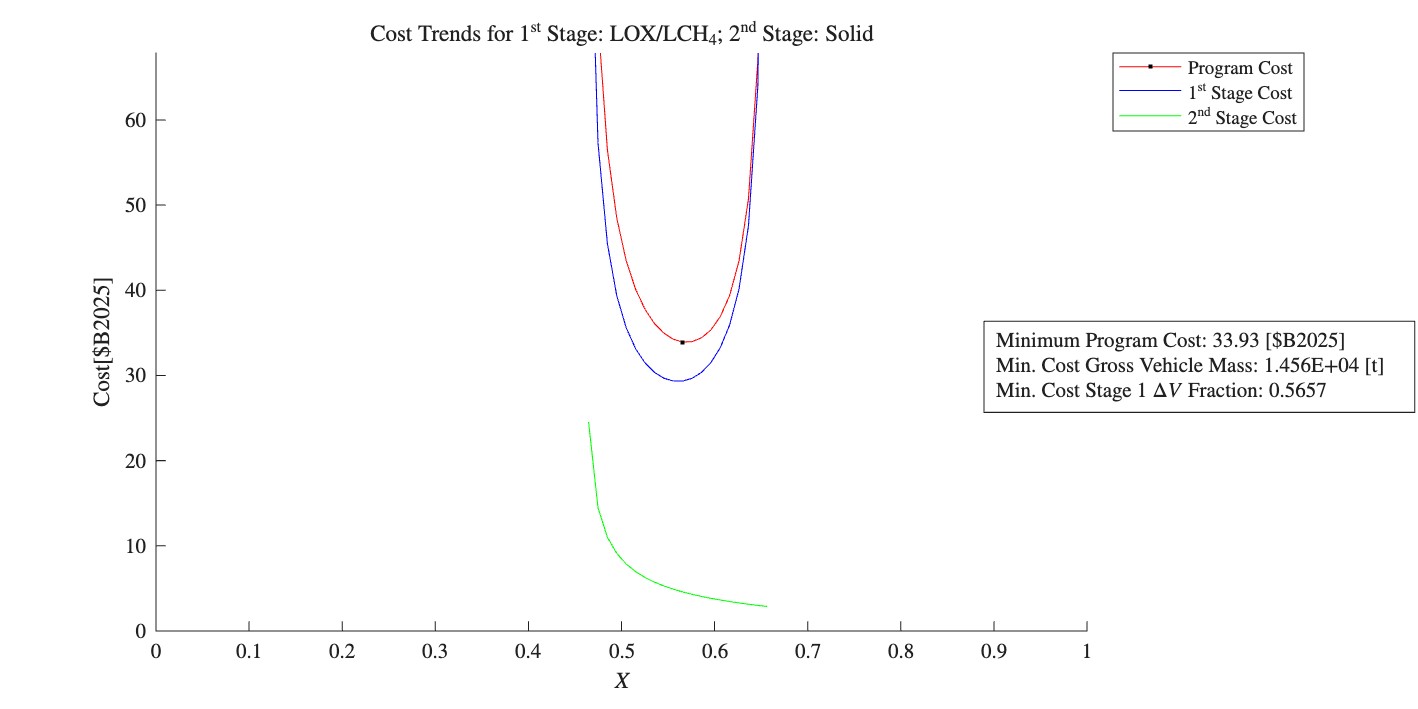 Cost Trends for 1st Stage: LOX/LCH4; 2nd Stage: Solid
Program Cost
1st Stage Cost
2nd Stage Cost
60
50
40
30
20
10
0
Cost[$B2025]
Minimum Program Cost: 33.93 [$B2025]
Min. Cost Gross Vehicle Mass: 1.456E+04 [t]
Min. Cost Stage 1 ΔV Fraction: 0.5657
0 0.1 0.2 0.3 0.4 0.5 0.6 0.7 0.8 0.9 1
X